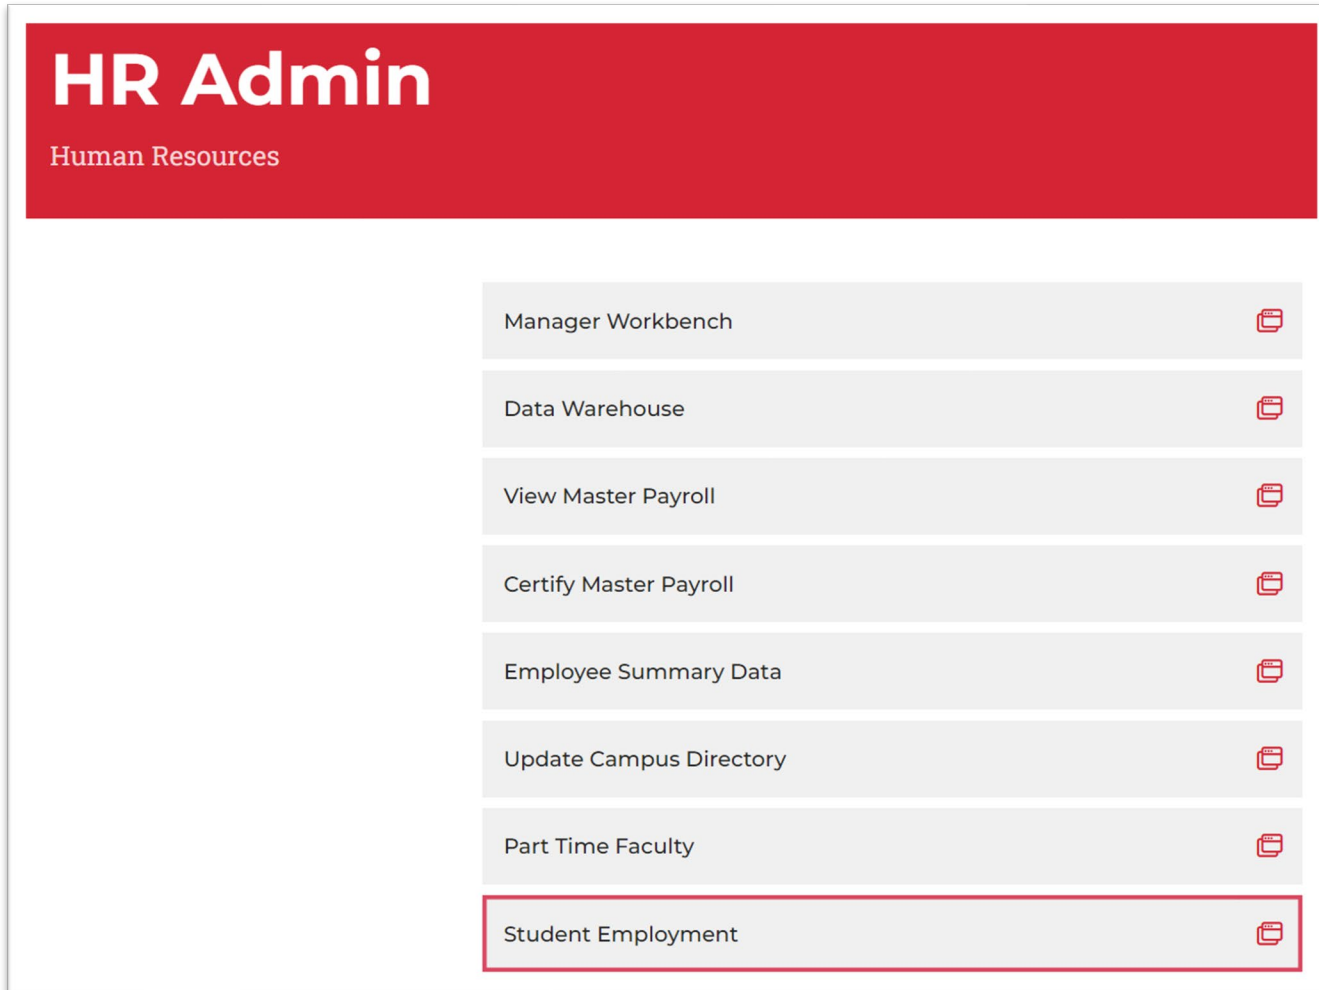 HR Admin
Human Resources
Manager Workbench
Data Warehouse
View Master Payroll
Certify Master Payroll
Employee Summary Data
Update Campus Directory
Part Time Faculty
Student Employment